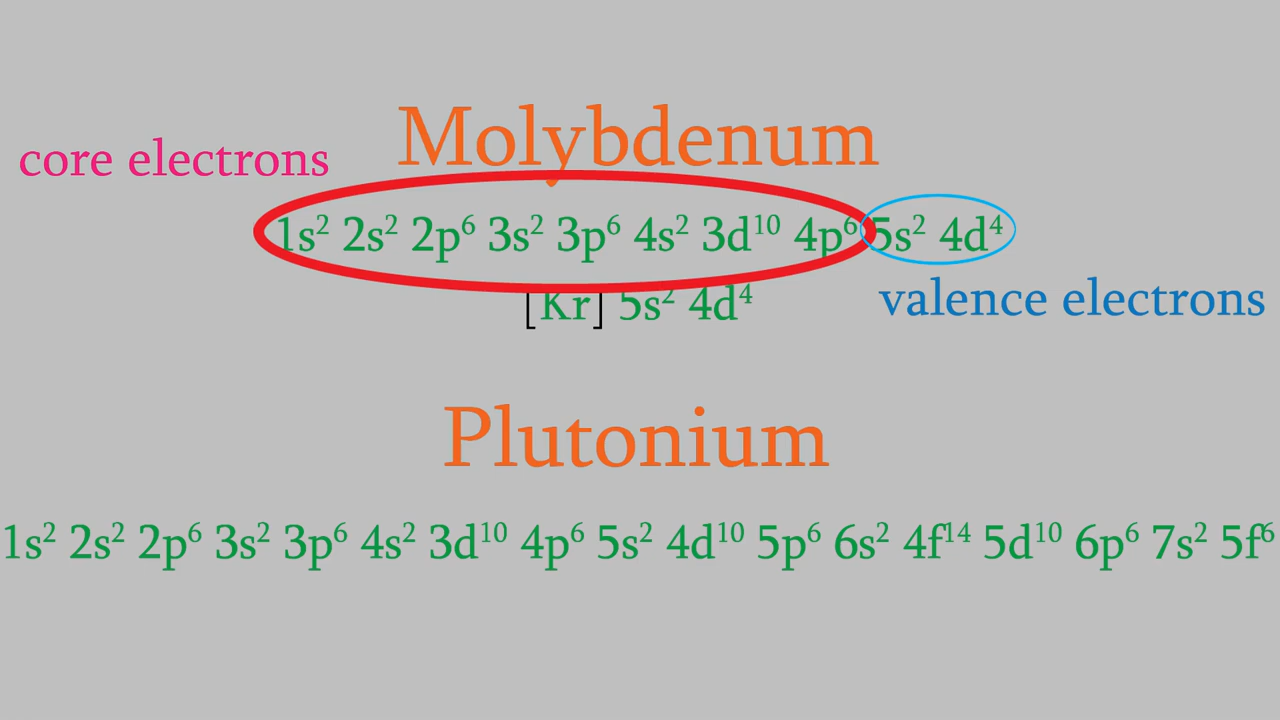 Molybdenum
core electrons
1s² 2s² 2p⁶ 3s² 3p⁶ 4s² 3d¹⁰ 4p⁶ 5s² 4d⁴
[Kr] 5s² 4d⁴
valence electrons
Plutonium
1s² 2s² 2p⁶ 3s² 3p⁶ 4s² 3d¹⁰ 4p⁶ 5s² 4d¹⁰ 5p⁶ 6s² 4f¹⁴ 5d¹⁰ 6p⁶ 7s² 5f⁶